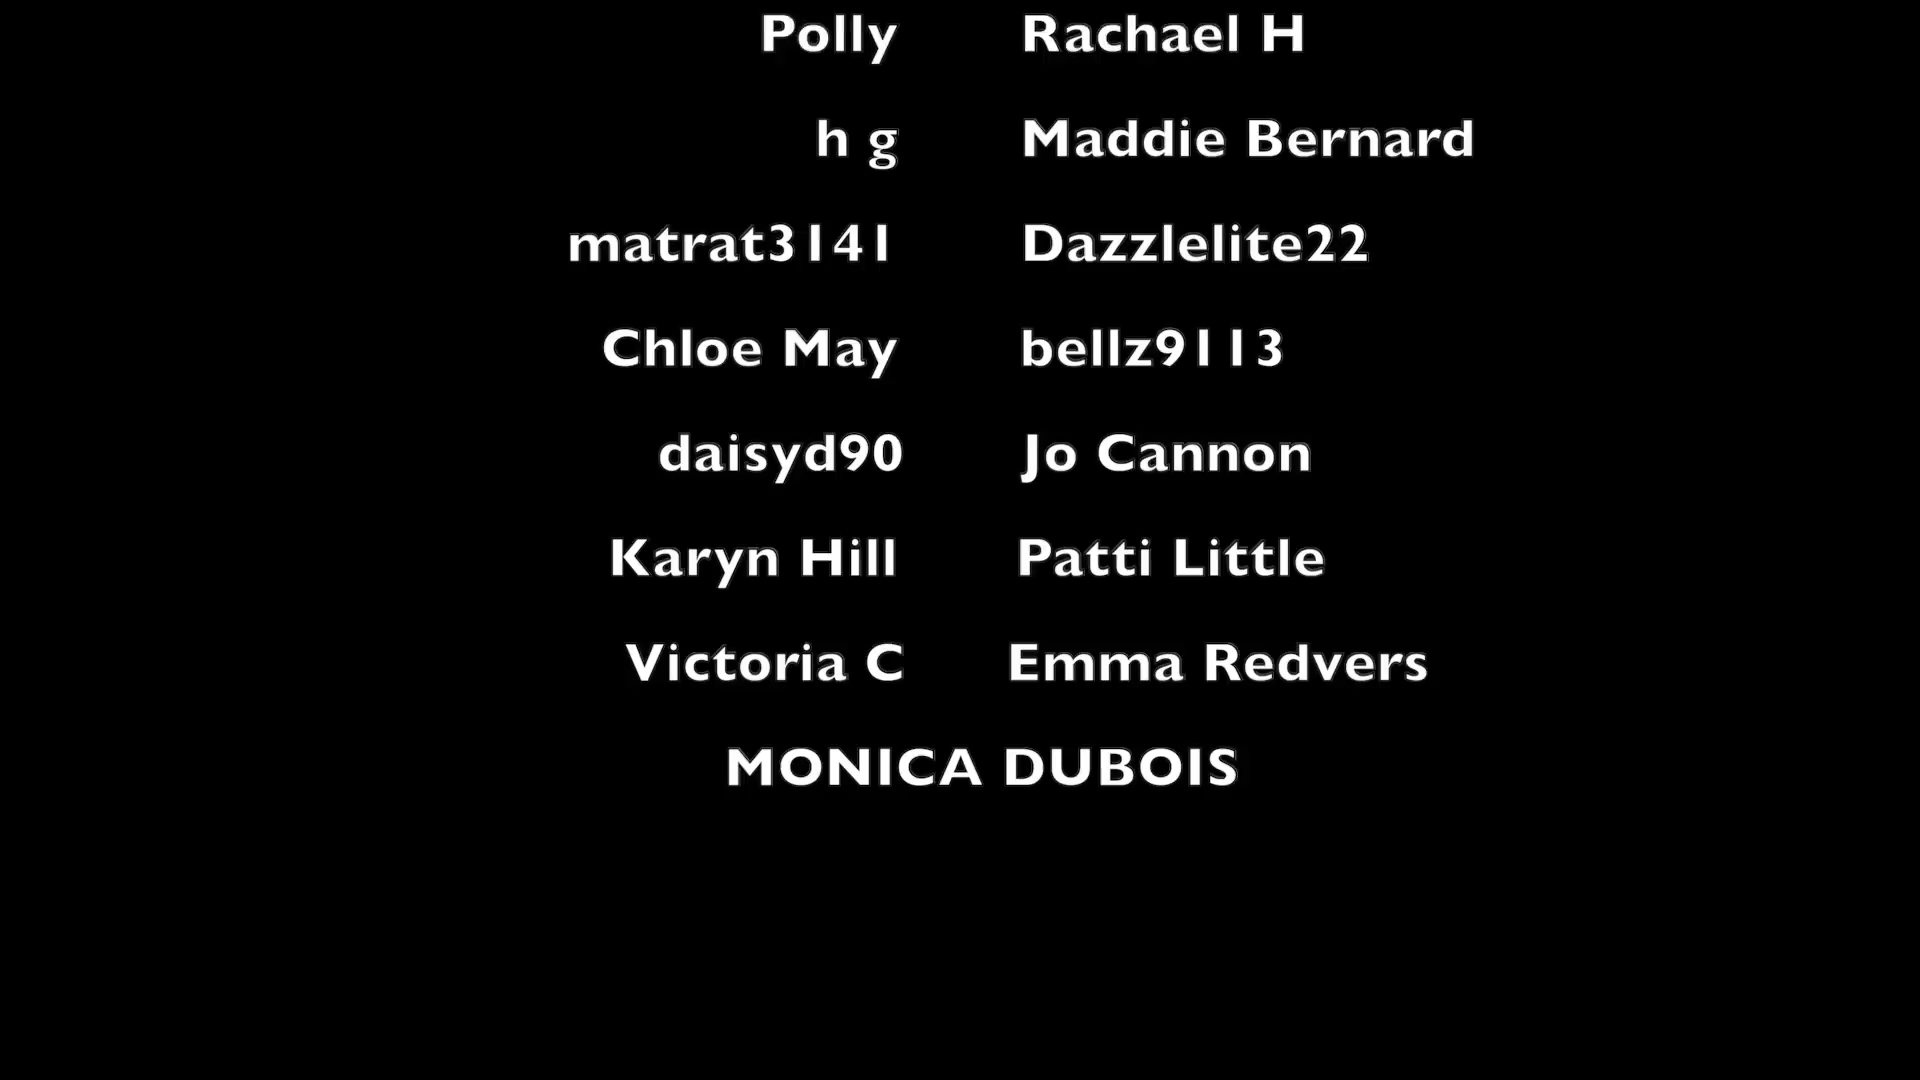 Polly Rachael H
h g Maddie Bernard
matrat3141 Dazzlelite22
Chloe May bellz9113
daisyd90 Jo Cannon
Karyn Hill Patti Little
Victoria C Emma Redvers
MONICA DUBOIS